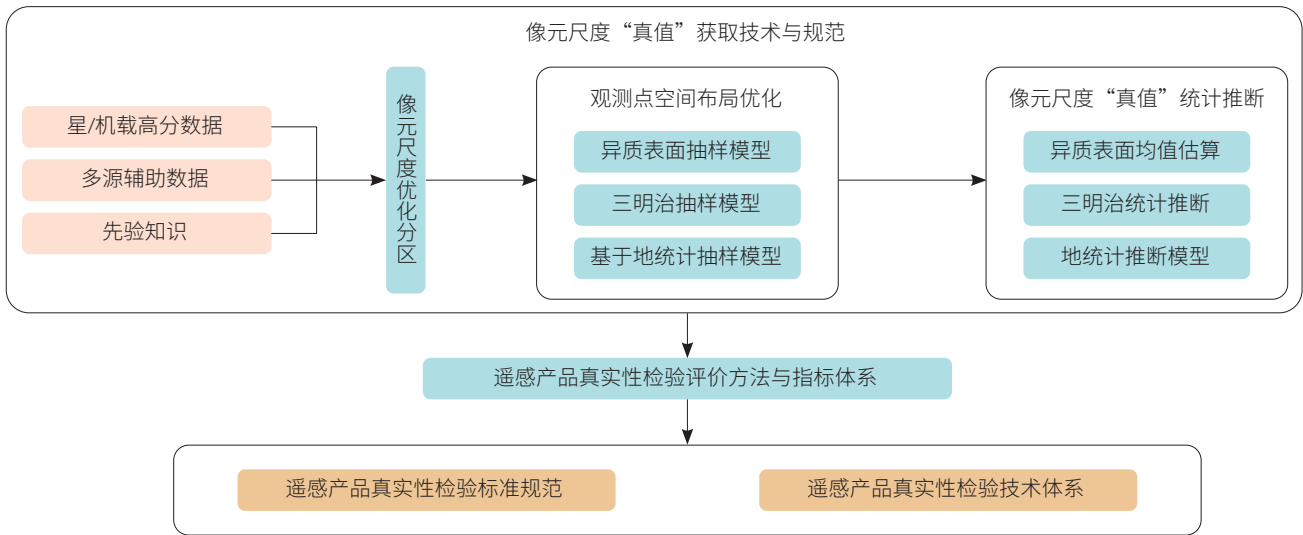 像元尺度“真值”获取技术与规范
星/机载高分数据
多源辅助数据
先验知识
像元尺度优化分区
观测点空间布局优化
异质表面抽样模型
三明治抽样模型
基于地统计抽样模型
像元尺度“真值”统计推断
异质表面均值估算
三明治统计推断
地统计推断模型
遥感产品真实性检验评价方法与指标体系
遥感产品真实性检验标准规范
遥感产品真实性检验技术体系